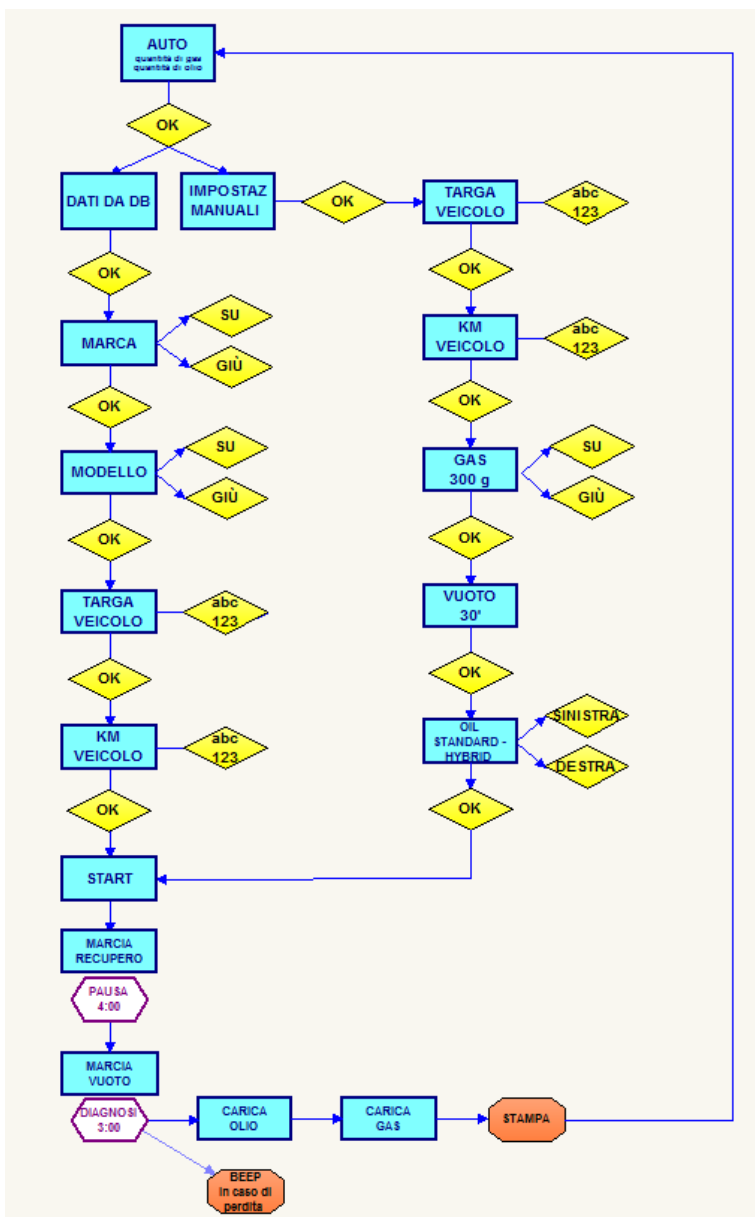 AUTO
quantità di gas
quantità di olio
OK
DATI DA DB
IMPOSTAZ
MANUALI
OK
TARGA
VEICOLO
abc
123
OK
OK
MARCA
SU
GIÙ
KM
VEICOLO
abc
123
OK
OK
MODELLO
SU
GIÙ
GAS
300 g
SU
GIÙ
OK
OK
TARGA
VEICOLO
abc
123
VUOTO
30'
OK
OK
KM
VEICOLO
abc
123
OIL
STANDARD -
HYBRID
SINISTRA
DESTRA
OK
OK
START
MARCIA
RECUPERO
PAUSA
4:00
MARCIA
VUOTO
DIAGNOSI
3:00
CARICA
OLIO
CARICA
GAS
STAMPA
BEEP
in caso di
perdita